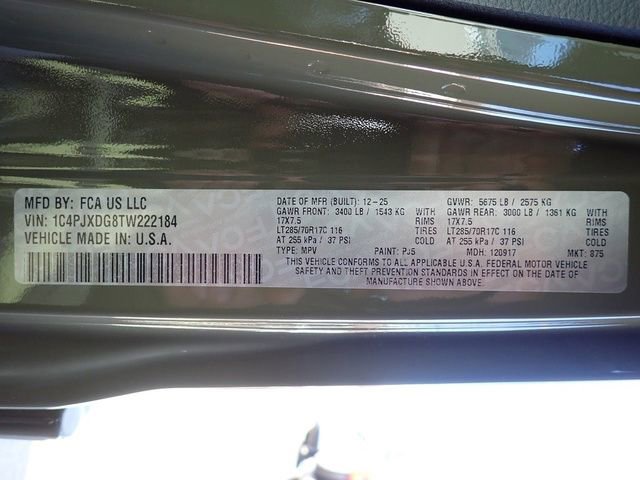 MFD BY: FCA US LLC
VIN: 1C4PJXDG8TW222184
VEHICLE MADE IN: U.S.A.
DATE OF MFR (BUILT): 12-25
GAWR FRONT: 3400 LB / 1543 KG WITH
17X7.5 RIMS
LT285/70R17C 116 TIRES
AT 255 kPa / 37 PSI COLD
GVWR: 5675 LB / 2575 KG
GAWR REAR: 3000 LB / 1361 KG WITH
17X7.5 RIMS
LT285/70R17C 116 TIRES
AT 255 kPa / 37 PSI COLD
TYPE: MPV PAINT: PJ5 MDH: 120917 MKT: 875
THIS VEHICLE CONFORMS TO ALL APPLICABLE U.S.A. FEDERAL MOTOR VEHICLE
SAFETY AND THEFT PREVENTION STANDARDS IN EFFECT ON THE DATE OF
MANUFACTURE SHOWN ABOVE.